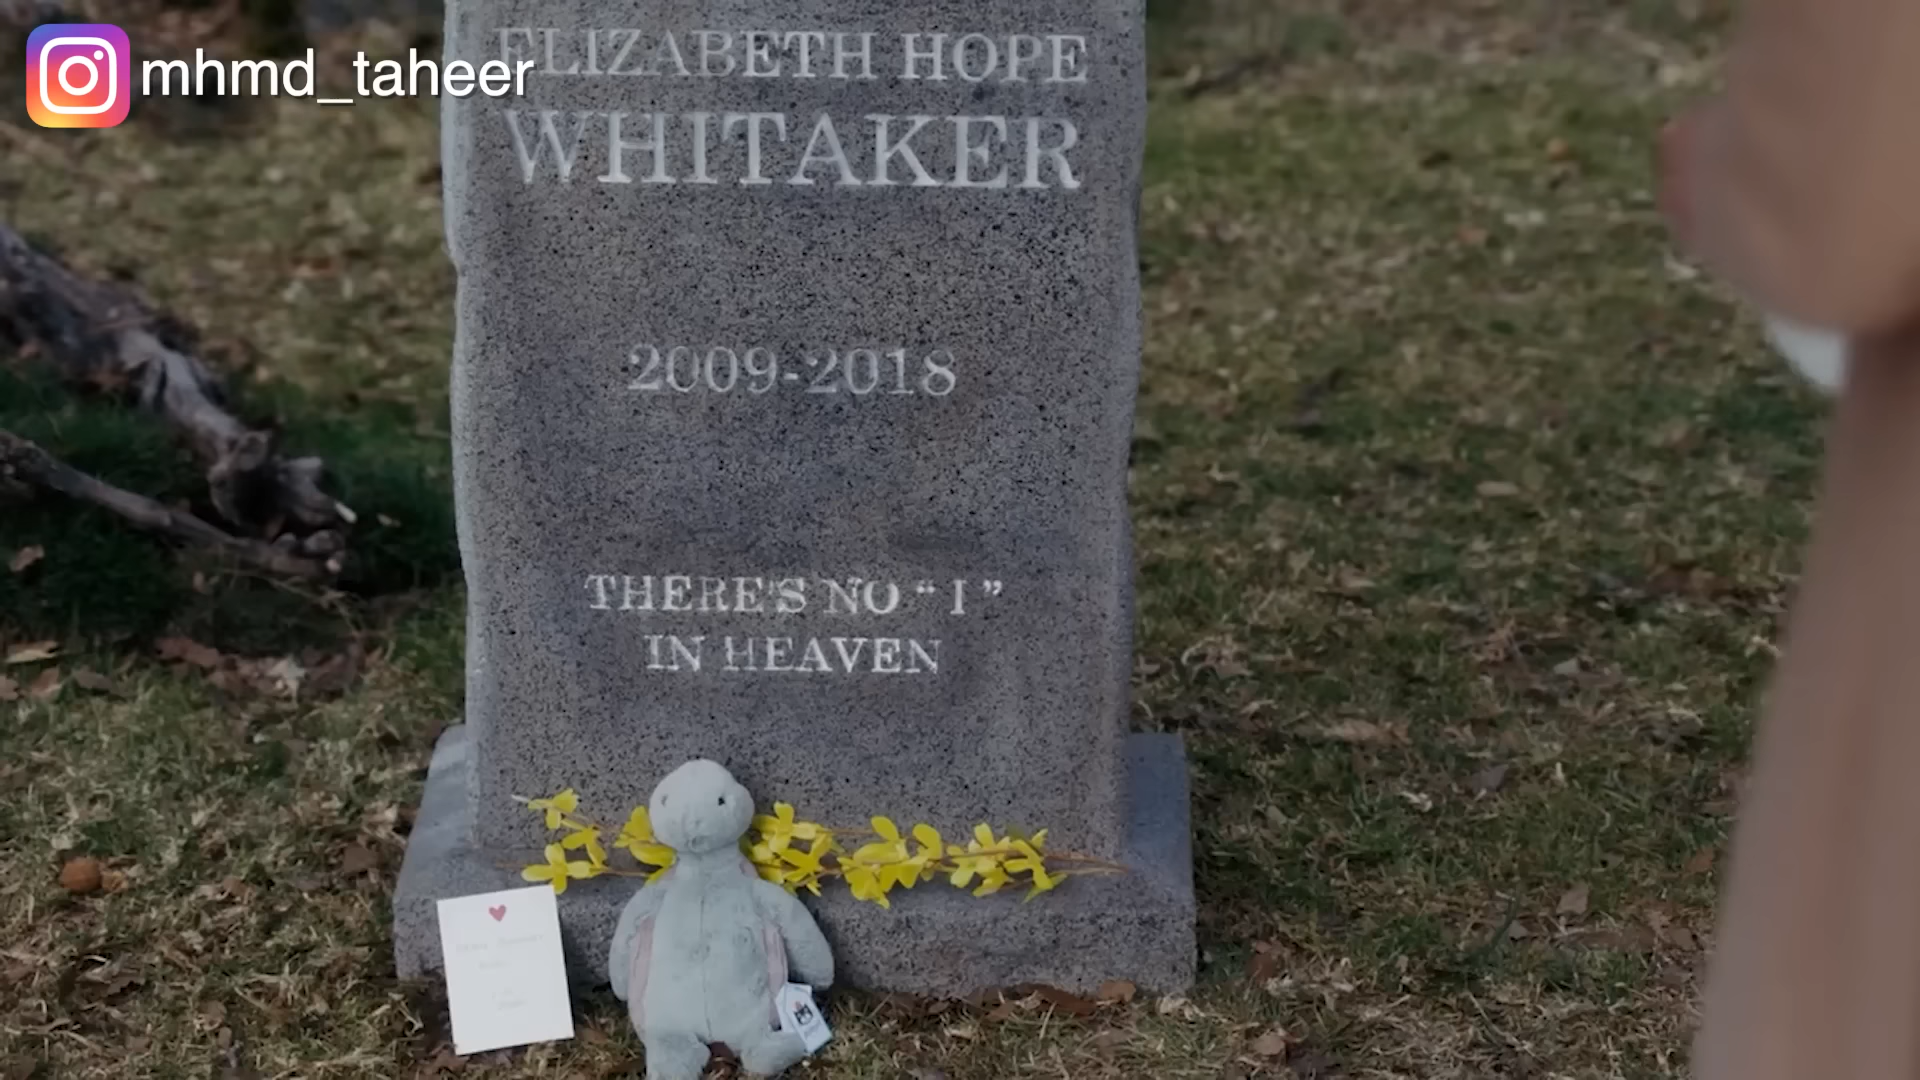 mhmd_taheer
ELIZABETH HOPE
WHITAKER
2009-2018
THERE'S NO “I”
IN HEAVEN